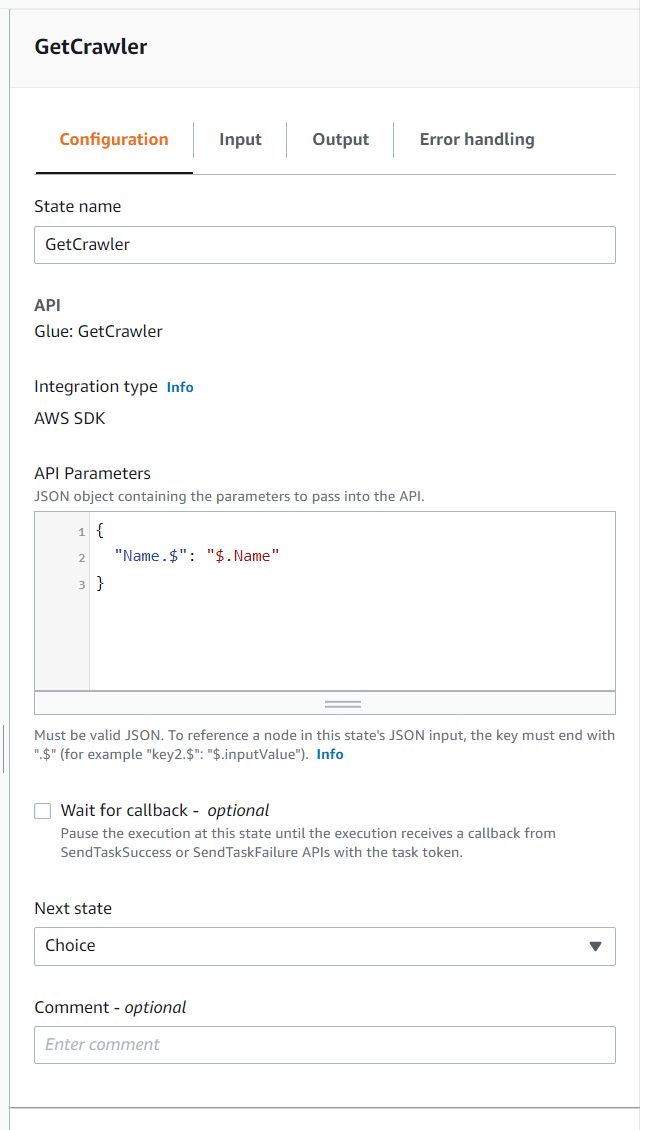 GetCrawler
Configuration
Input
Output
Error handling
State name
GetCrawler
API
Glue: GetCrawler
Integration type Info
AWS SDK
API Parameters
JSON object containing the parameters to pass into the API.
1 {
2 "Name.$": "$.Name"
3 }
Must be valid JSON. To reference a node in this state's JSON input, the key must end with
".$" (for example "key2.$": "$.inputValue"). Info
Wait for callback - optional
Pause the execution at this state until the execution receives a callback from
SendTaskSuccess or SendTaskFailure APIs with the task token.
Next state
Choice
Comment - optional
Enter comment